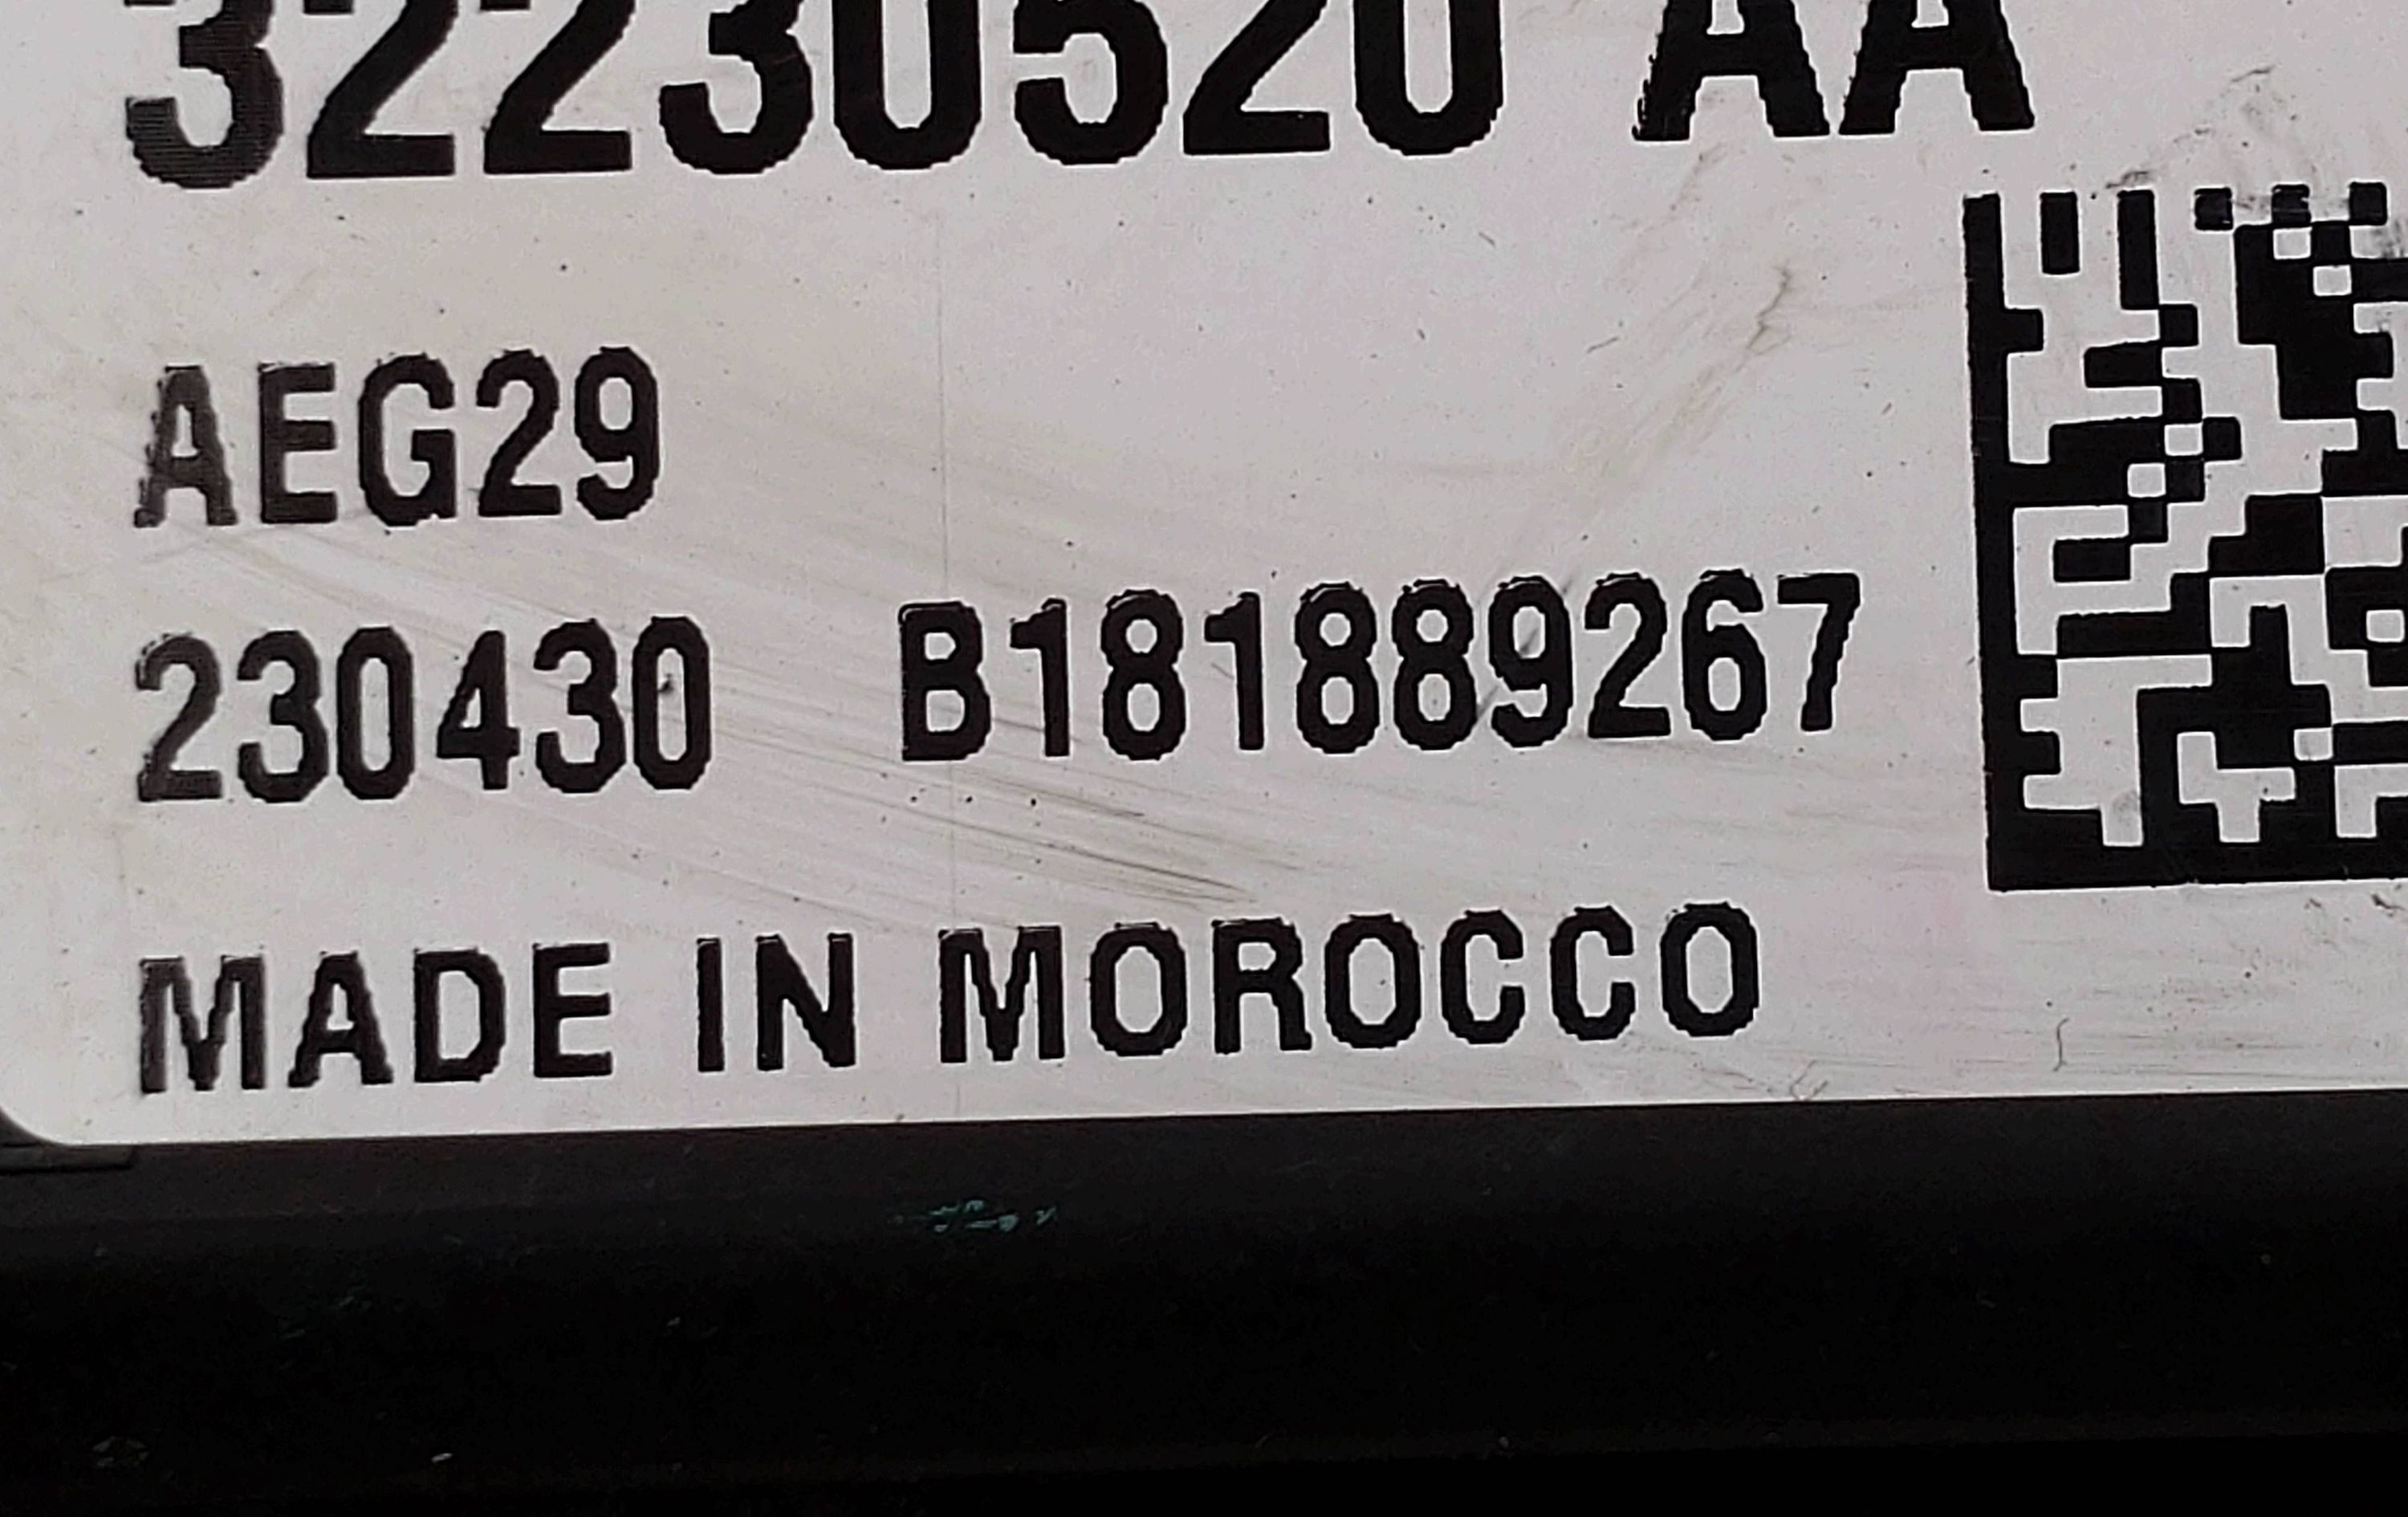 32230520 AA
AEG29
230430 B181889267
MADE IN MOROCCO